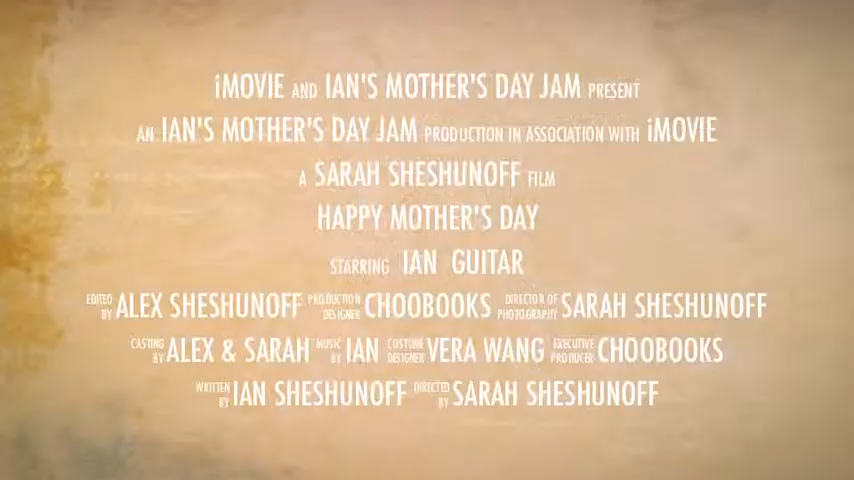 iMOVIE AND IAN'S MOTHER'S DAY JAM PRESENT
AN IAN'S MOTHER'S DAY JAM PRODUCTION IN ASSOCIATION WITH iMOVIE
A SARAH SHESHUNOFF FILM
HAPPY MOTHER'S DAY
STARRING IAN GUITAR
EDITED BY ALEX SHESHUNOFF PRODUCTION DESIGNER CHOOBOOKS DIRECTOR OF PHOTOGRAPHY SARAH SHESHUNOFF
CASTING BY ALEX & SARAH MUSIC BY IAN COSTUME DESIGNER VERA WANG EXECUTIVE PRODUCER CHOOBOOKS
WRITTEN BY IAN SHESHUNOFF DIRECTED BY SARAH SHESHUNOFF